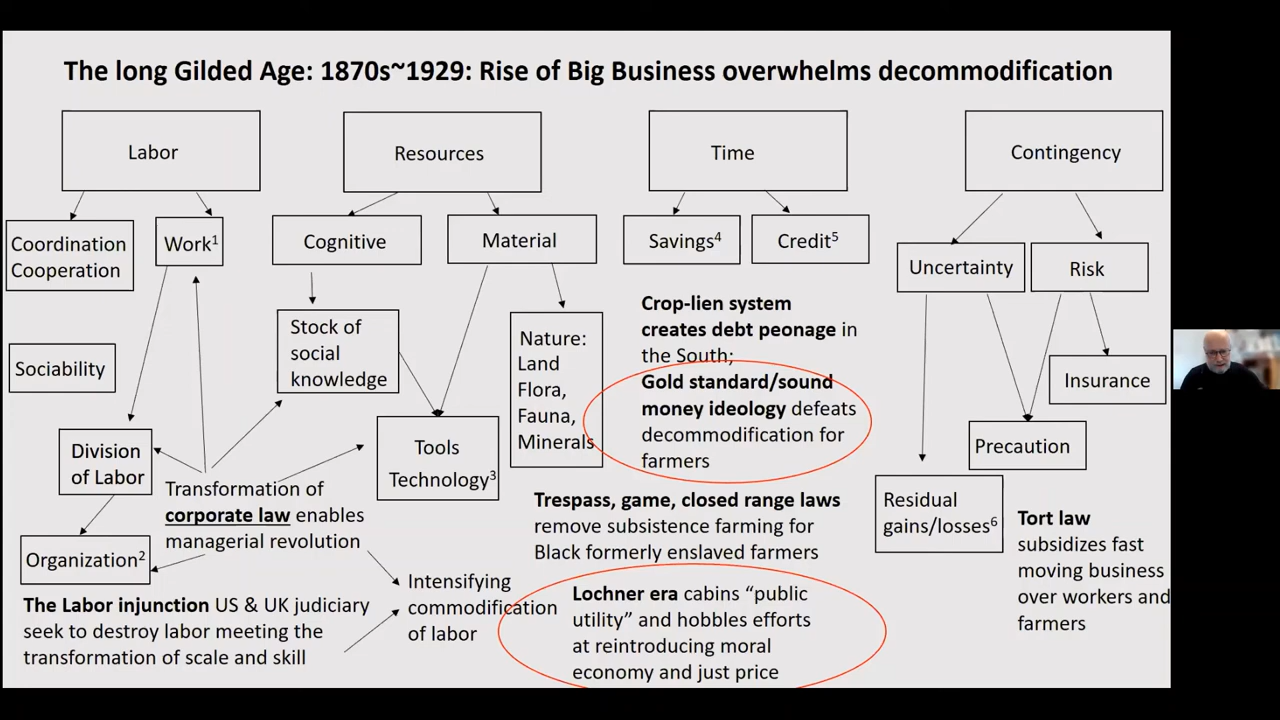 The long Gilded Age: 1870s~1929: Rise of Big Business overwhelms decommodification
Labor
Resources
Time
Contingency
Coordination
Cooperation
Work¹
Cognitive
Material
Savings⁴
Credit⁵
Uncertainty
Risk
Sociability
Stock of
social
knowledge
Nature:
Land
Flora,
Fauna,
Minerals
Crop-lien system
creates debt peonage in
the South;
Gold standard/sound
money ideology defeats
decommodification for
farmers
Insurance
Precaution
Division
of Labor
Tools
Technology³
Transformation of
corporate law enables
managerial revolution
Organization²
Trespass, game, closed range laws
remove subsistence farming for
Black formerly enslaved farmers
Residual
gains/losses⁶
Tort law
subsidizes fast
moving business
over workers and
farmers
The Labor injunction US & UK judiciary
seek to destroy labor meeting the
transformation of scale and skill
Intensifying
commodification
of labor
Lochner era cabins “public
utility” and hobbles efforts
at reintroducing moral
economy and just price